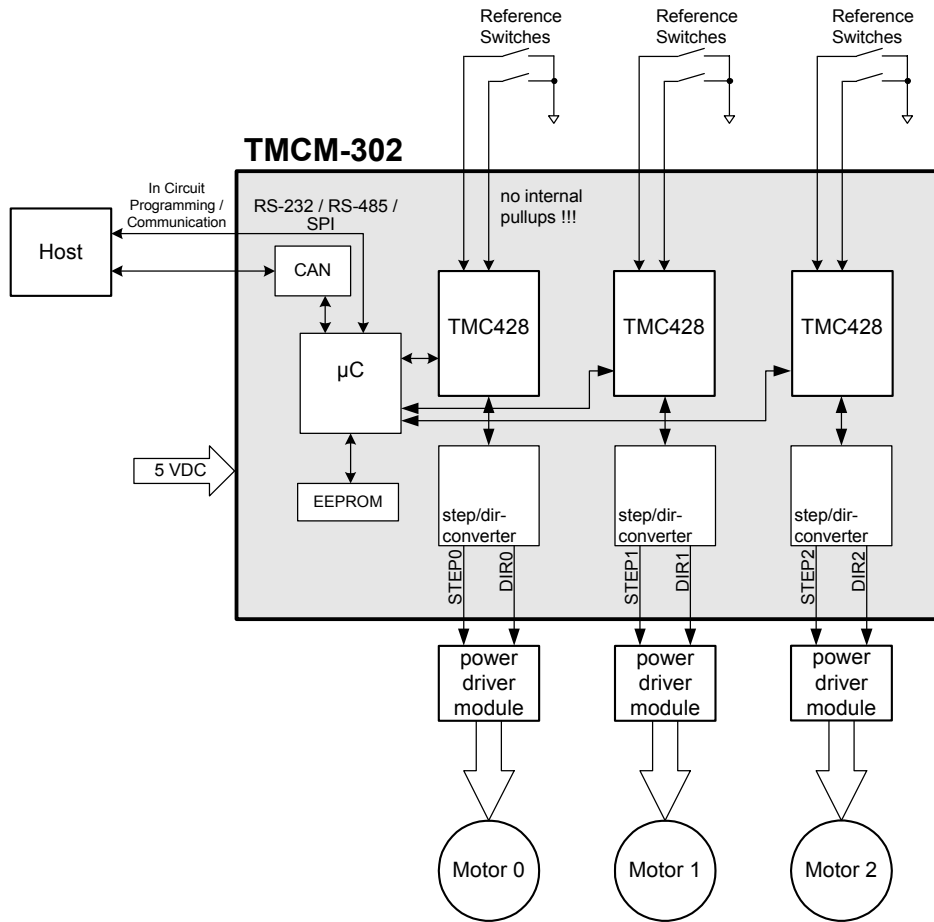 Reference
Switches
Reference
Switches
Reference
Switches
TMCM-302
In Circuit
Programming /
Communication
RS-232 / RS-485 /
SPI
no internal
pullups !!!
Host
CAN
TMC428
TMC428
TMC428
µC
5 VDC
EEPROM
step/dir-
converter
step/dir-
converter
step/dir-
converter
STEP0
DIR0
STEP1
DIR1
STEP2
DIR2
power
driver
module
power
driver
module
power
driver
module
Motor 0
Motor 1
Motor 2